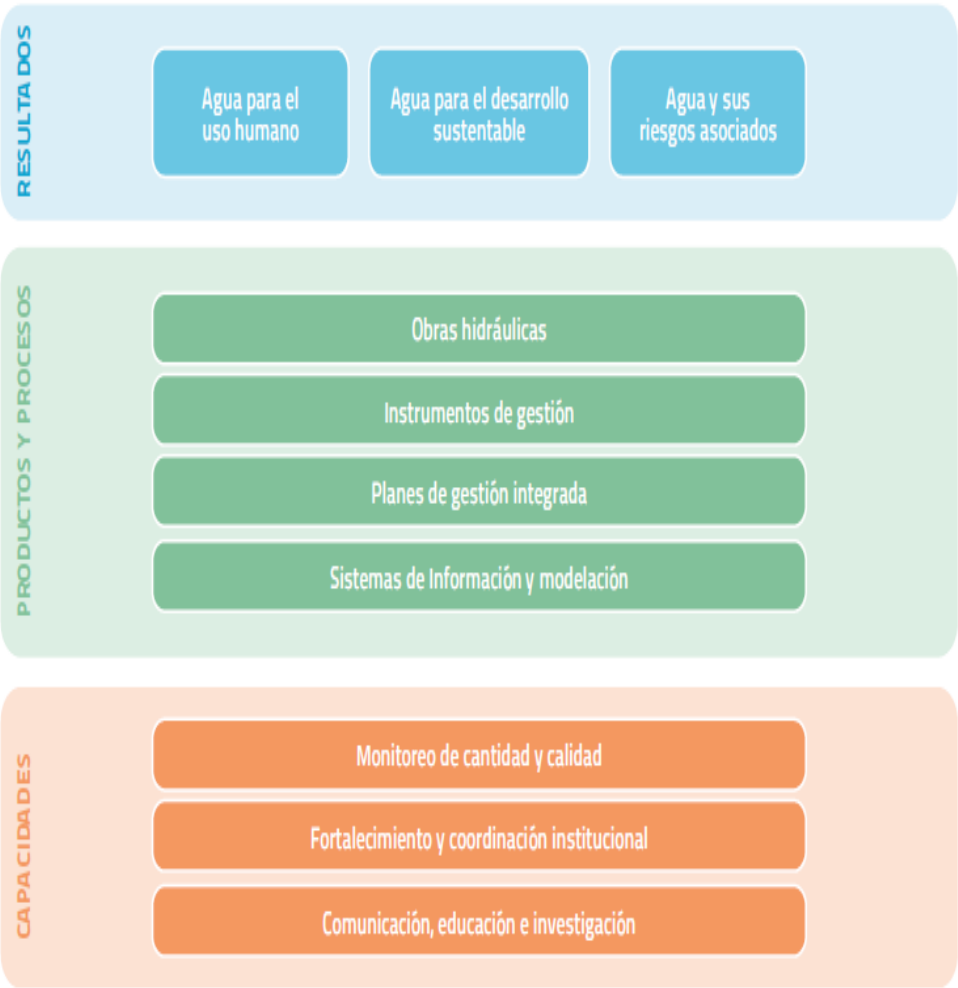 RESULTADOS
Agua para el
uso humano
Agua para el desarrollo
sustentable
Agua y sus
riesgos asociados
PRODUCTOS Y PROCESOS
Obras hidráulicas
Instrumentos de gestión
Planes de gestión integrada
Sistemas de Información y modelación
CAPACIDADES
Monitoreo de cantidad y calidad
Fortalecimiento y coordinación institucional
Comunicación, educación e investigación